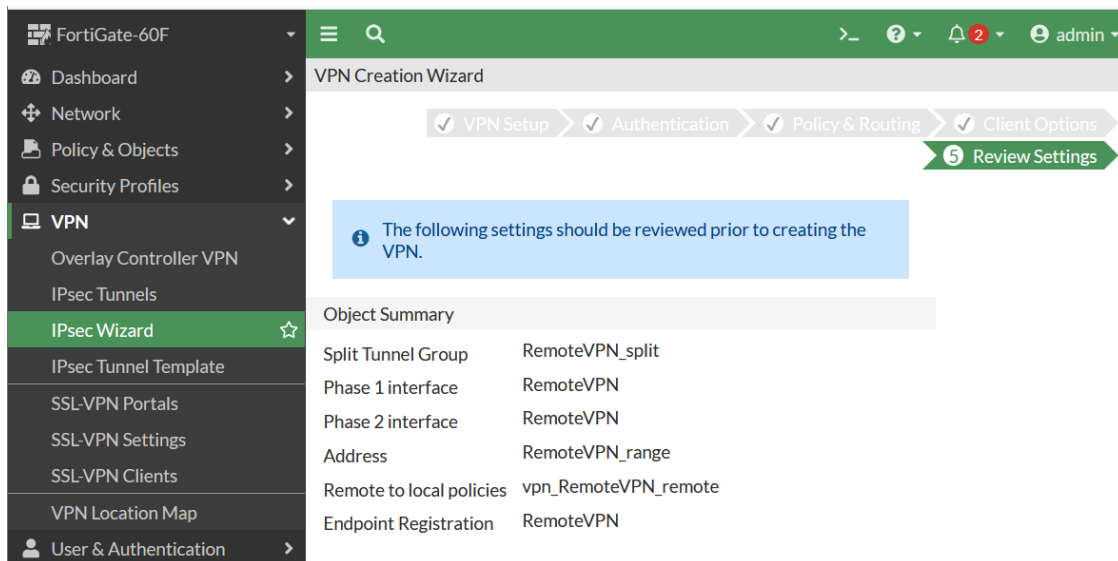 FortiGate-60F
>_ ? 2 admin
Dashboard
Network
Policy & Objects
Security Profiles
VPN
Overlay Controller VPN
IPsec Tunnels
IPsec Wizard
IPsec Tunnel Template
SSL-VPN Portals
SSL-VPN Settings
SSL-VPN Clients
VPN Location Map
User & Authentication
VPN Creation Wizard
VPN Setup
Authentication
Policy & Routing
Client Options
5 Review Settings
The following settings should be reviewed prior to creating the
VPN.
Object Summary
Split Tunnel Group RemoteVPN_split
Phase 1 interface RemoteVPN
Phase 2 interface RemoteVPN
Address RemoteVPN_range
Remote to local policies vpn_RemoteVPN_remote
Endpoint Registration RemoteVPN